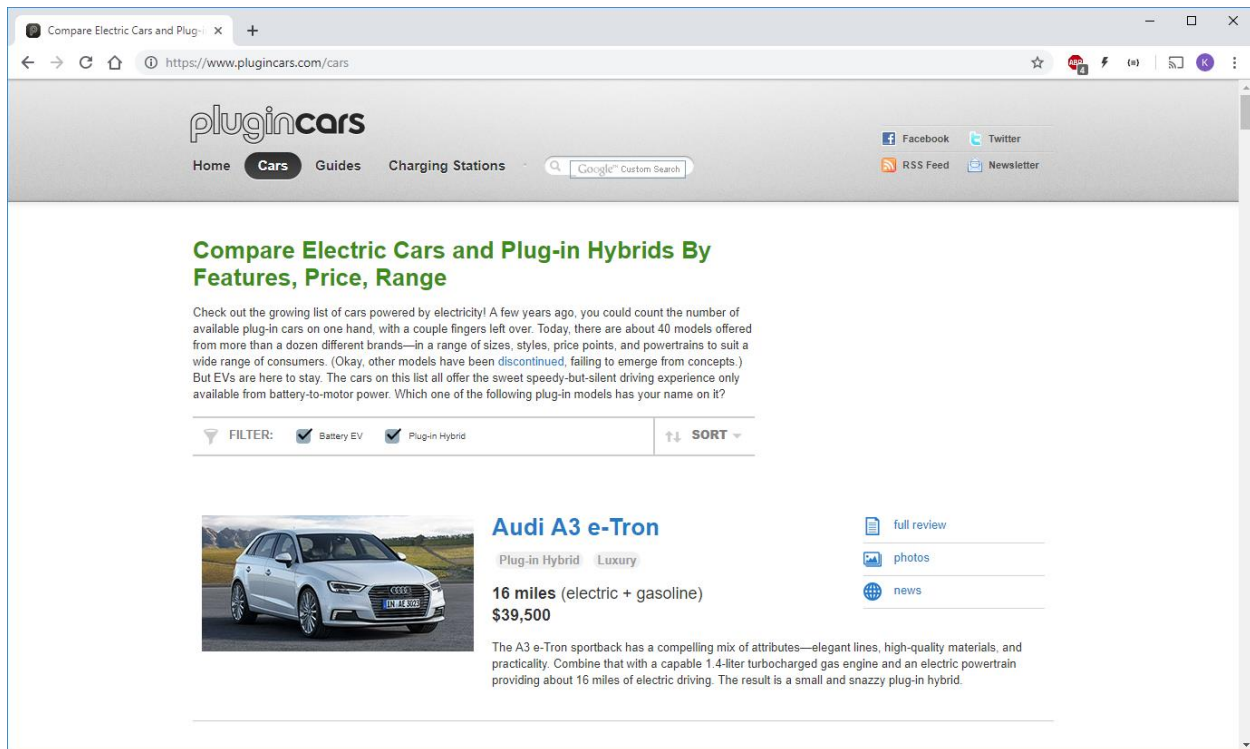 Compare Electric Cars and Plug-i
https://www.plugincars.com/cars
ABP
4
K
plugincars
Facebook Twitter
Home Cars Guides Charging Stations Google™ Custom Search
RSS Feed Newsletter
Compare Electric Cars and Plug-in Hybrids By
Features, Price, Range
Check out the growing list of cars powered by electricity! A few years ago, you could count the number of
available plug-in cars on one hand, with a couple fingers left over. Today, there are about 40 models offered
from more than a dozen different brands—in a range of sizes, styles, price points, and powertrains to suit a
wide range of consumers. (Okay, other models have been discontinued, failing to emerge from concepts.)
But EVs are here to stay. The cars on this list all offer the sweet speedy-but-silent driving experience only
available from battery-to-motor power. Which one of the following plug-in models has your name on it?
FILTER: Battery EV Plug-in Hybrid SORT
Audi A3 e-Tron
Plug-in Hybrid Luxury
16 miles (electric + gasoline)
$39,500
full review
photos
news
IN AE 3023
The A3 e-Tron sportback has a compelling mix of attributes—elegant lines, high-quality materials, and
practicality. Combine that with a capable 1.4-liter turbocharged gas engine and an electric powertrain
providing about 16 miles of electric driving. The result is a small and snazzy plug-in hybrid.